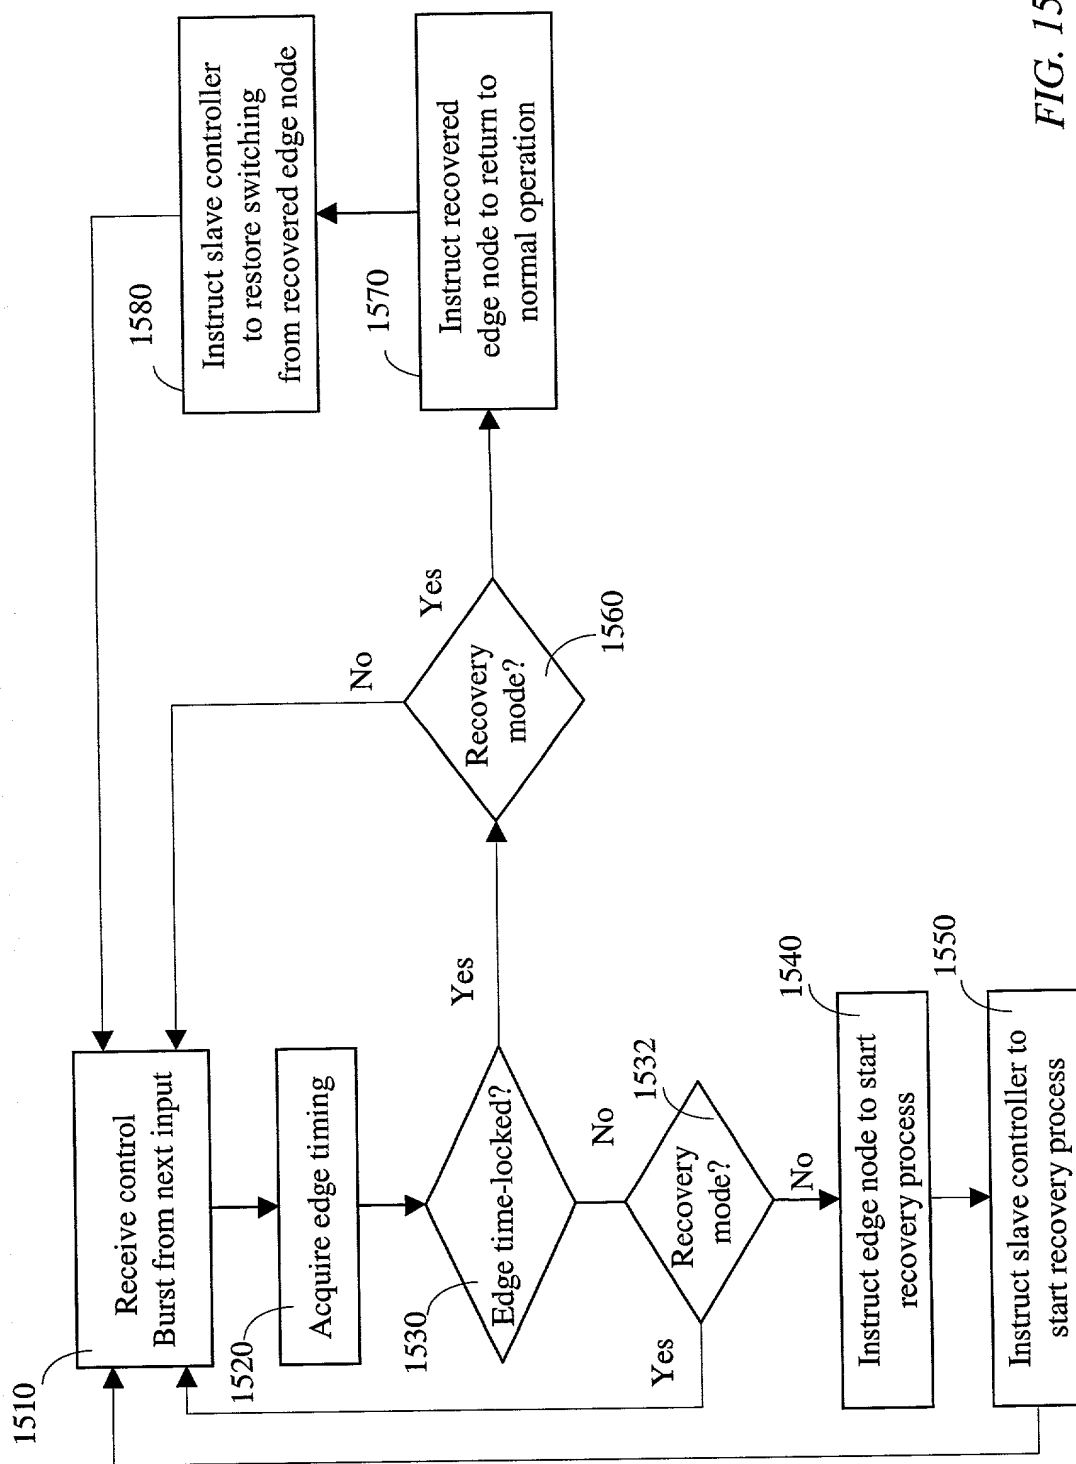 1510
Receive control
Burst from next input
1520
Acquire edge timing
1530
Edge time-locked?
Yes
No
1532
Recovery
mode?
Yes
No
1540
Instruct edge node to start
recovery process
1550
Instruct slave controller to
start recovery process
Recovery
mode?
1560
No
Yes
1570
Instruct recovered
edge node to return to
normal operation
1580
Instruct slave controller
to restore switching
from recovered edge node
FIG. 15